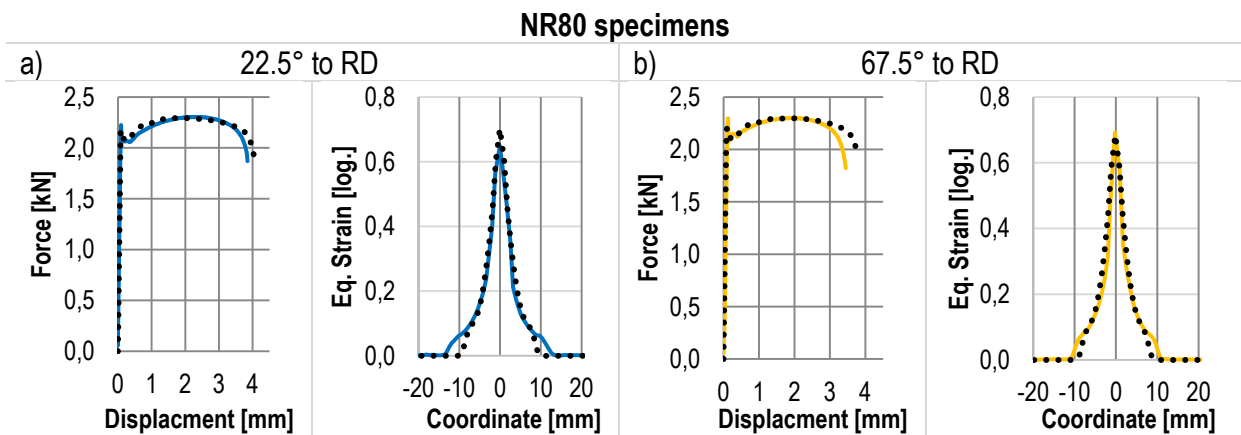 NR80 specimens
a) 22.5° to RD
b) 67.5° to RD
Force [kN]
2,5
2,0
1,5
1,0
0,5
0,0
0 1 2 3 4
Displacment [mm]
Eq. Strain [log.]
0,8
0,6
0,4
0,2
0,0
-20 -10 0 10 20
Coordinate [mm]
Force [kN]
2,5
2,0
1,5
1,0
0,5
0,0
0 1 2 3 4
Displacment [mm]
Eq. Strain [log.]
0,8
0,6
0,4
0,2
0,0
-20 -10 0 10 20
Coordinate [mm]